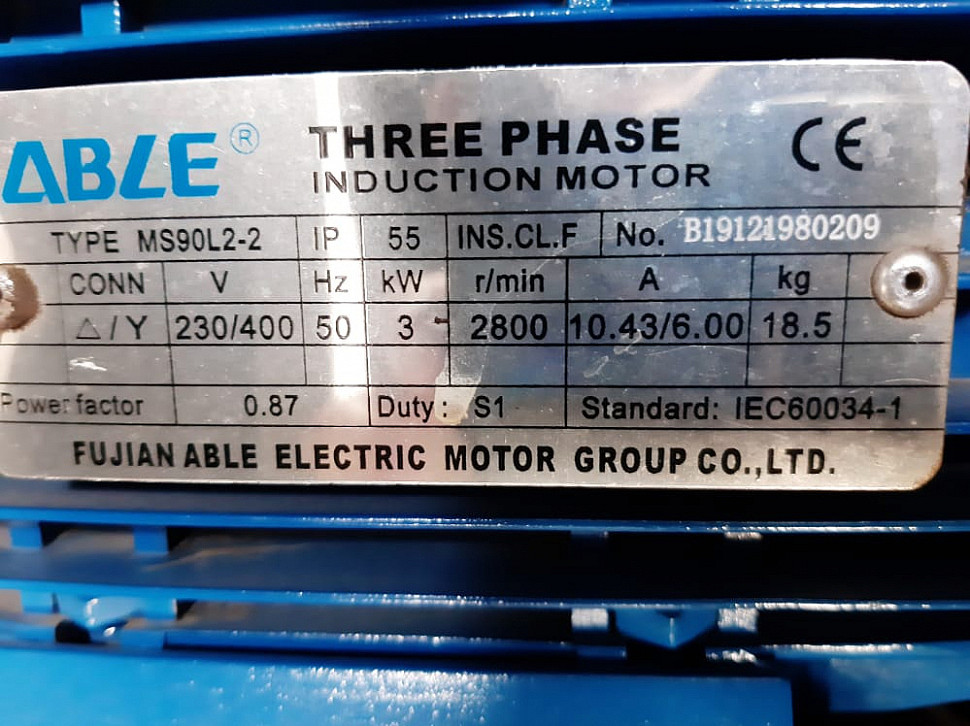 ABLE® THREE PHASE CE
INDUCTION MOTOR
TYPE MS90L2-2 IP 55 INS.CL.F No. B19121980209
CONN V Hz kW r/min A kg
△/Y 230/400 50 3 2800 10.43/6.00 18.5
Power factor 0.87 Duty: S1 Standard: IEC60034-1
FUJIAN ABLE ELECTRIC MOTOR GROUP CO.,LTD.